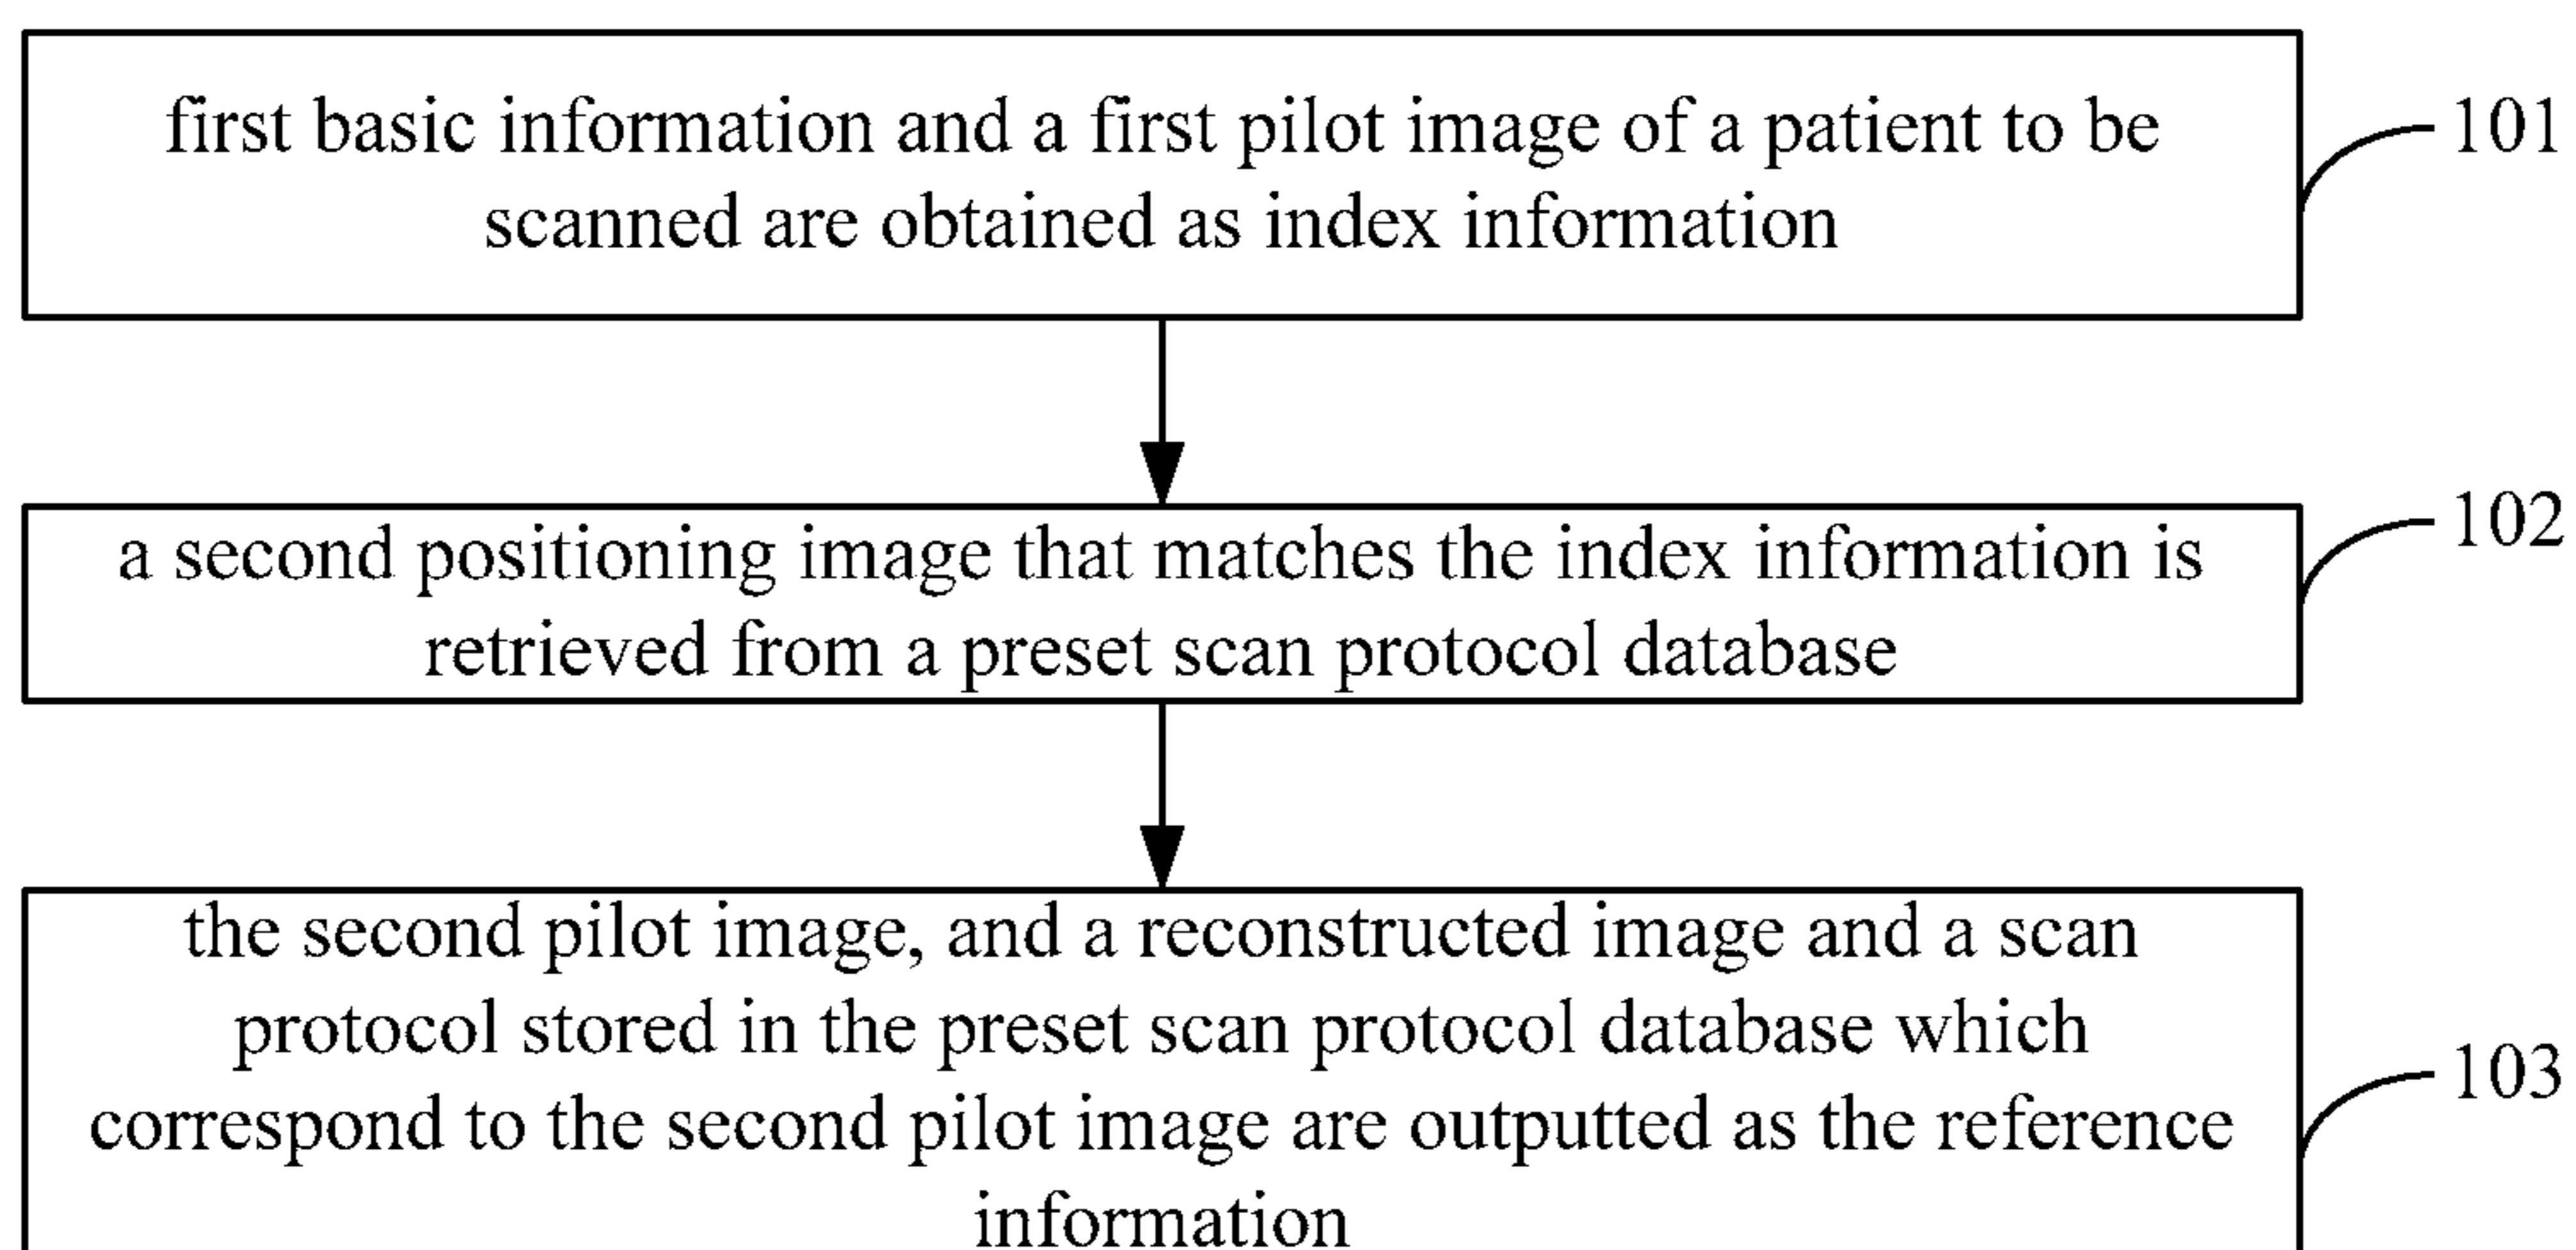 first basic information and a first pilot image of a patient to be
scanned are obtained as index information
101
a second positioning image that matches the index information is
retrieved from a preset scan protocol database
102
the second pilot image, and a reconstructed image and a scan
protocol stored in the preset scan protocol database which
correspond to the second pilot image are outputted as the reference
information
103